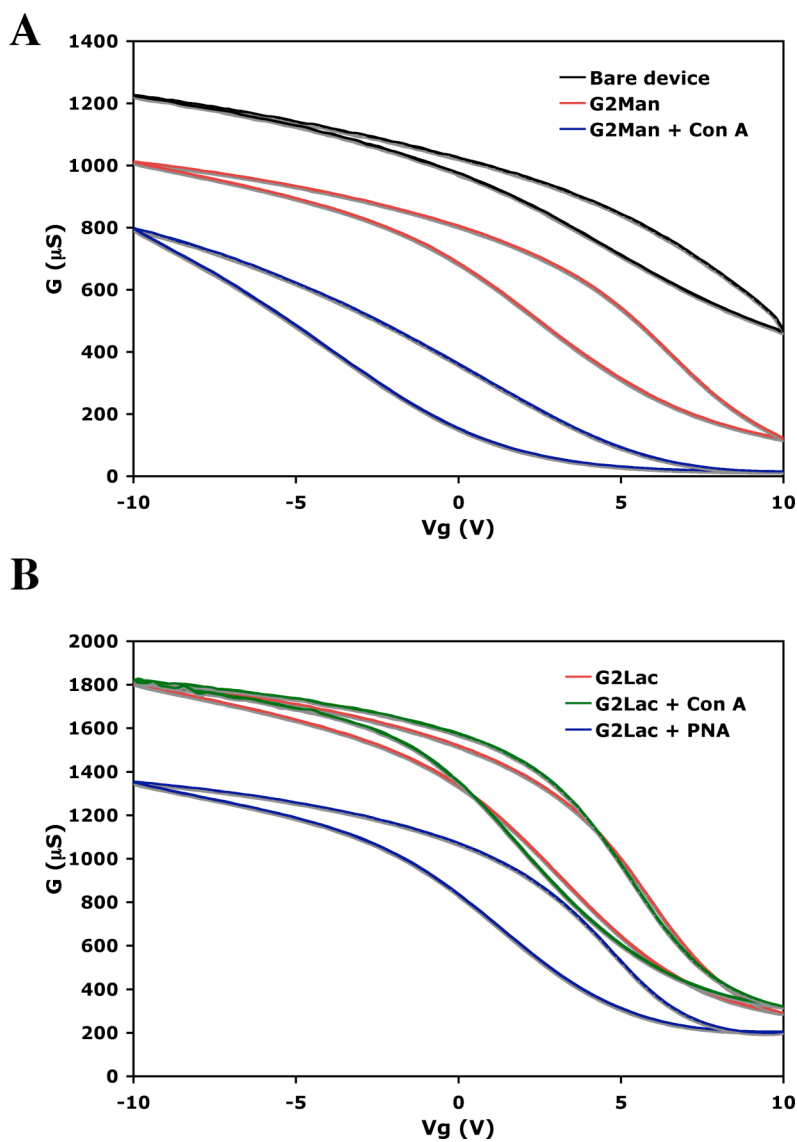 A
1400
1200
1000
800
600
400
200
0
G (µS)
Bare device
G2Man
G2Man + Con A
-10 -5 0 5 10
Vg (V)
B
2000
1800
1600
1400
1200
1000
800
600
400
200
0
G (µS)
G2Lac
G2Lac + Con A
G2Lac + PNA
-10 -5 0 5 10
Vg (V)